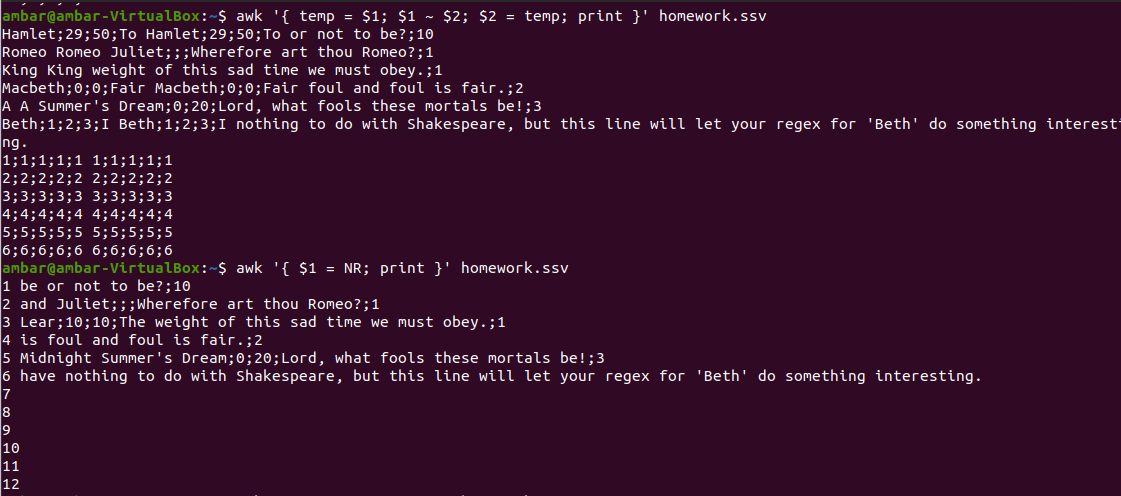 ambar@ambar-VirtualBox:~$ awk '{ temp = $1; $1 ~ $2; $2 = temp; print }' homework.ssv
Hamlet;29;50;To Hamlet;29;50;To or not to be?;10
Romeo Romeo Juliet;;;Wherefore art thou Romeo?;1
King King weight of this sad time we must obey.;1
Macbeth;0;0;Fair Macbeth;0;0;Fair foul and foul is fair.;2
A A Summer's Dream;0;20;Lord, what fools these mortals be!;3
Beth;1;2;3;I Beth;1;2;3;I nothing to do with Shakespeare, but this line will let your regex for 'Beth' do something interesti
ng.
1;1;1;1;1 1;1;1;1;1
2;2;2;2;2 2;2;2;2;2
3;3;3;3;3 3;3;3;3;3
4;4;4;4;4 4;4;4;4;4
5;5;5;5;5 5;5;5;5;5
6;6;6;6;6 6;6;6;6;6
ambar@ambar-VirtualBox:~$ awk '{ $1 = NR; print }' homework.ssv
1 be or not to be?;10
2 and Juliet;;;Wherefore art thou Romeo?;1
3 Lear;10;10;The weight of this sad time we must obey.;1
4 is foul and foul is fair.;2
5 Midnight Summer's Dream;0;20;Lord, what fools these mortals be!;3
6 have nothing to do with Shakespeare, but this line will let your regex for 'Beth' do something interesting.
7
8
9
10
11
12